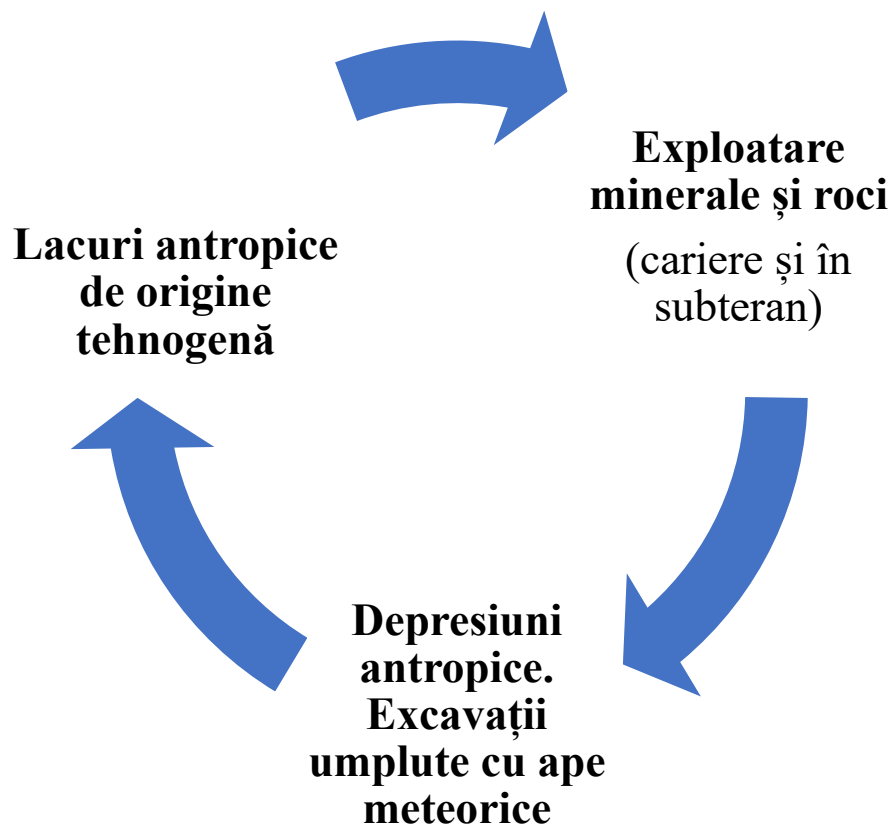 Exploatare
minerale și roci
(cariere și în
subteran)
Depresiuni
antropice.
Excavații
umplute cu ape
meteorice
Lacuri antropice
de origine
tehnogenă